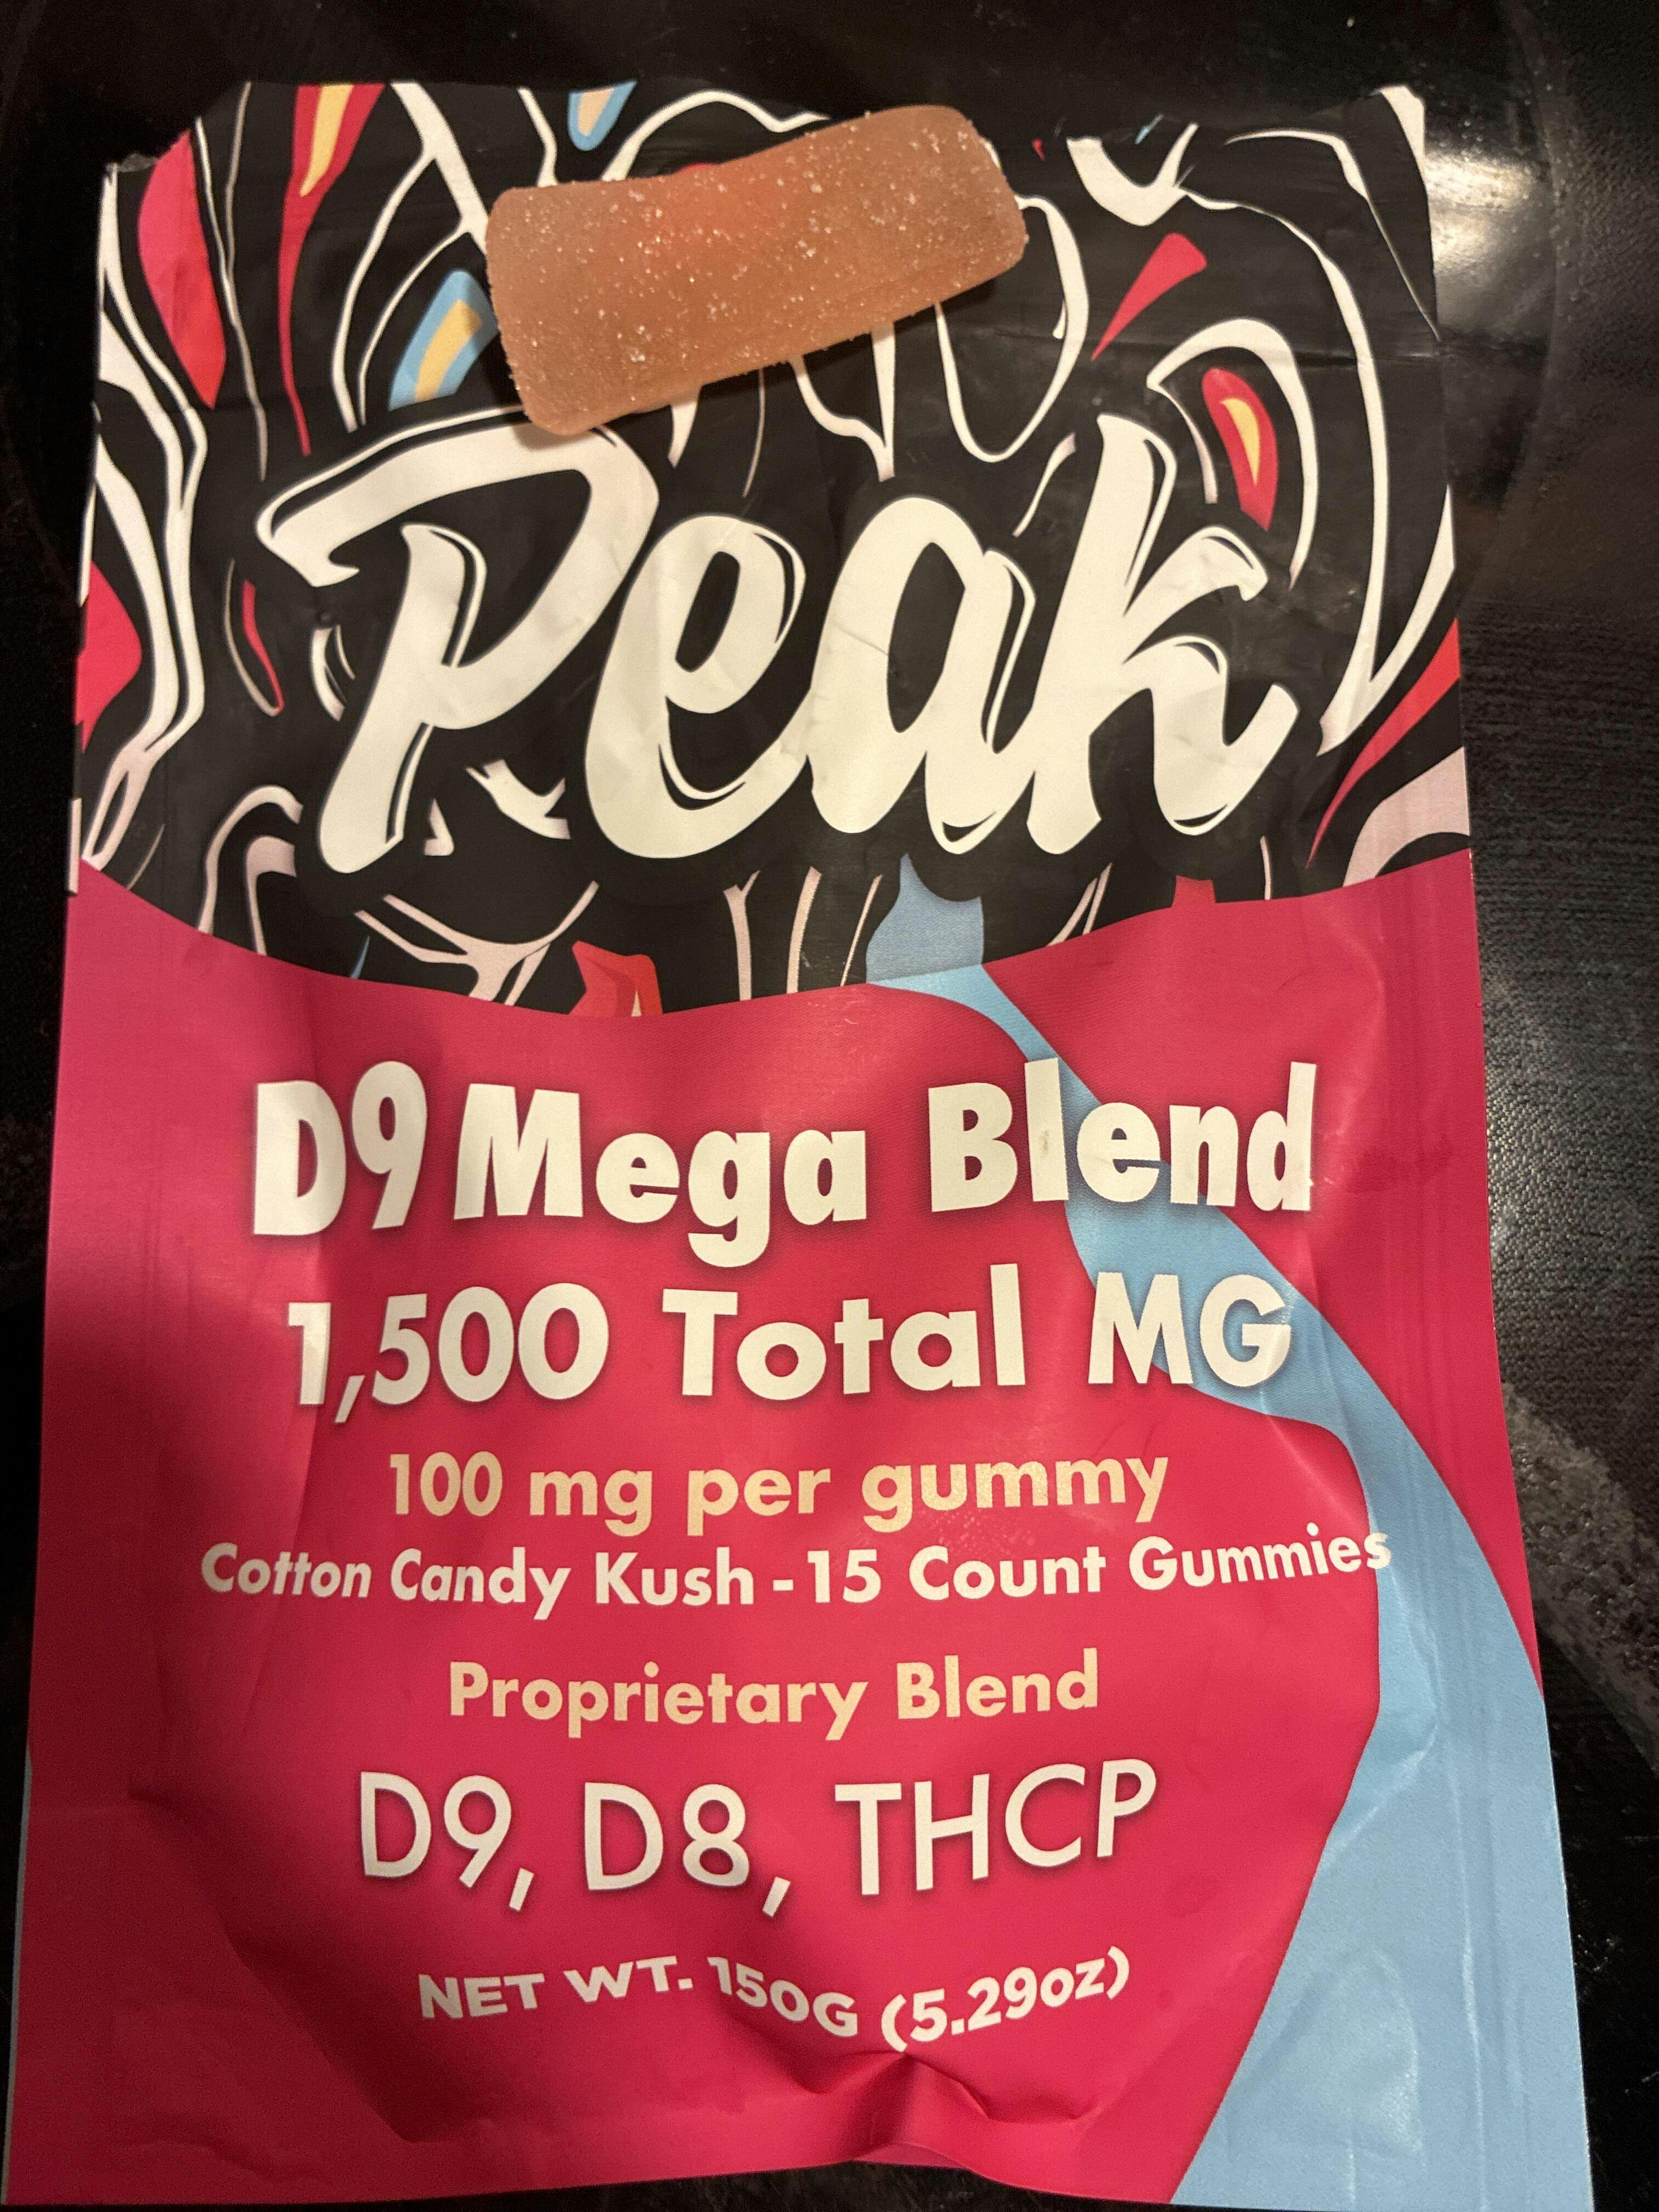 Peak
D9 Mega Blend
1,500 Total MG
100 mg per gummy
Cotton Candy Kush - 15 Count Gummies
Proprietary Blend
D9, D8, THCP
NET WT. 150G (5.29oz)